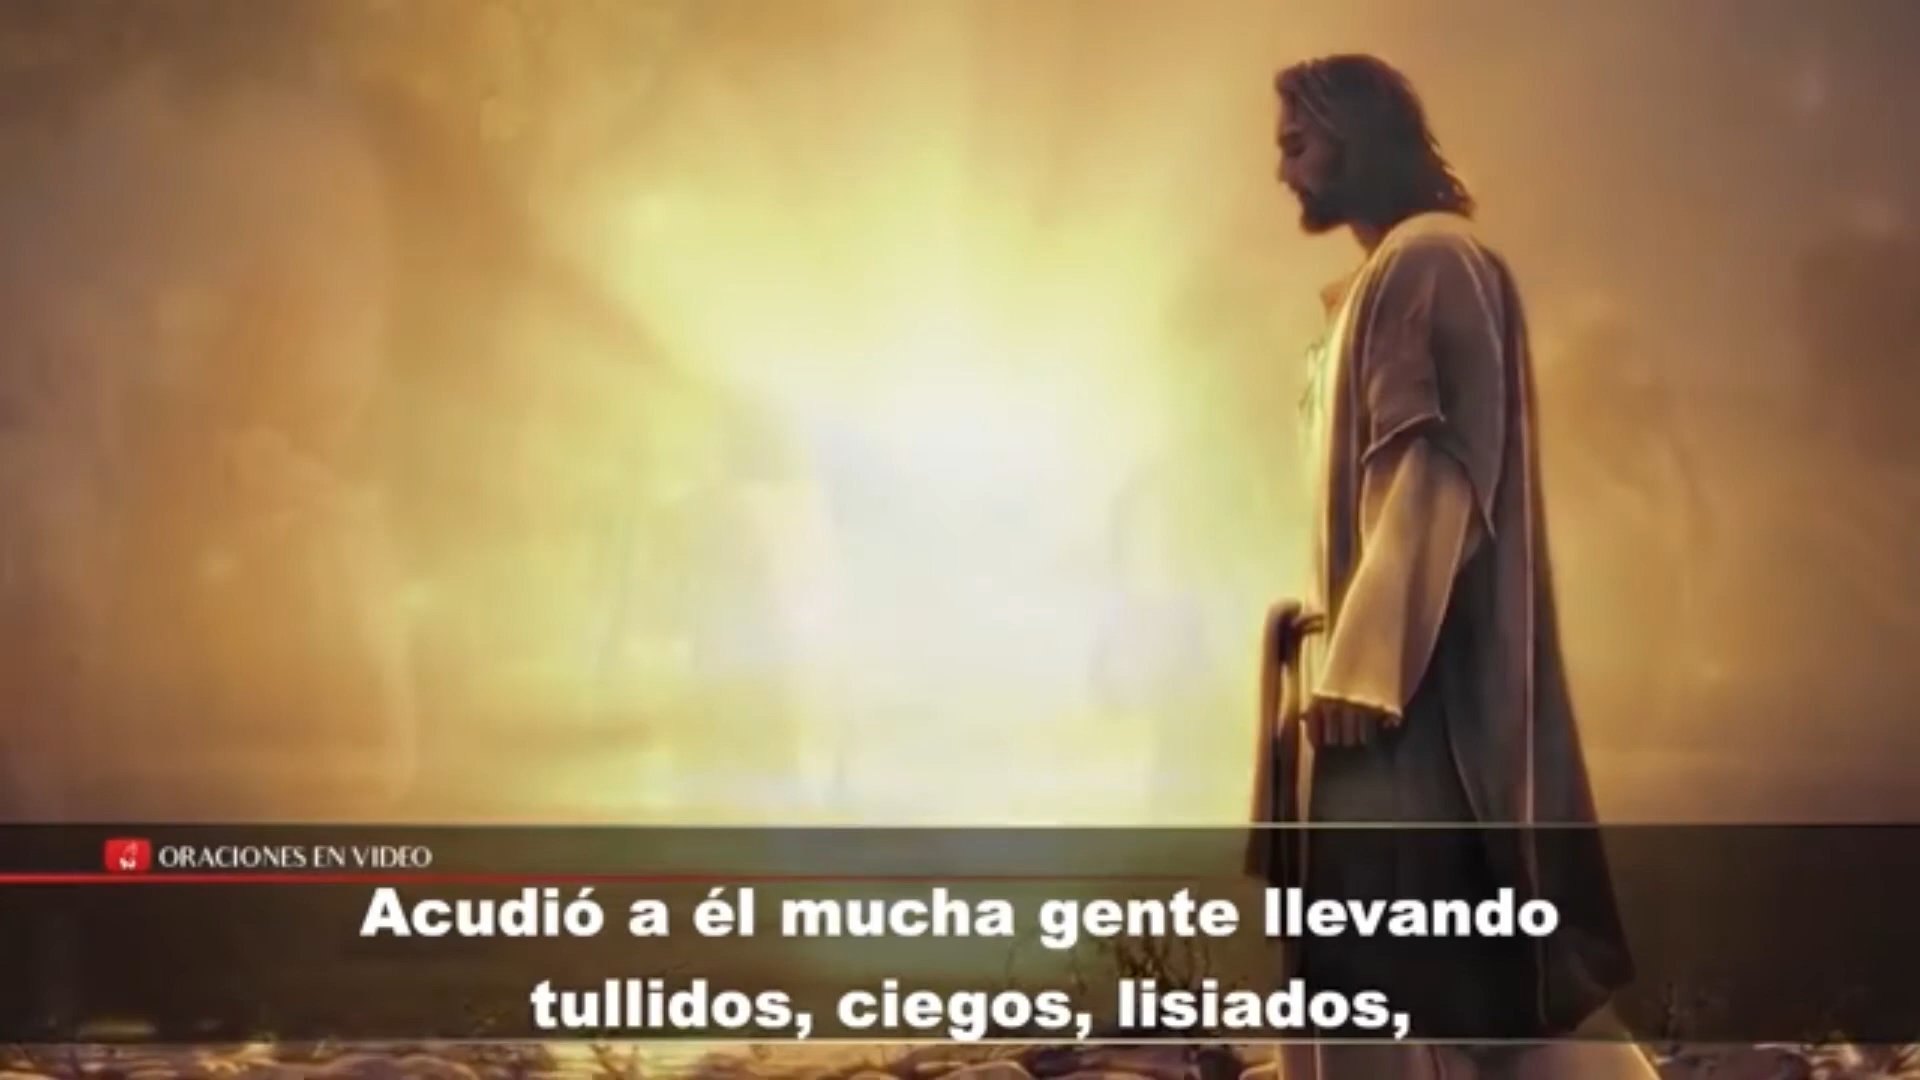 ORACIONES EN VIDEO
Acudió a él mucha gente llevando
tullidos, ciegos, lisiados,